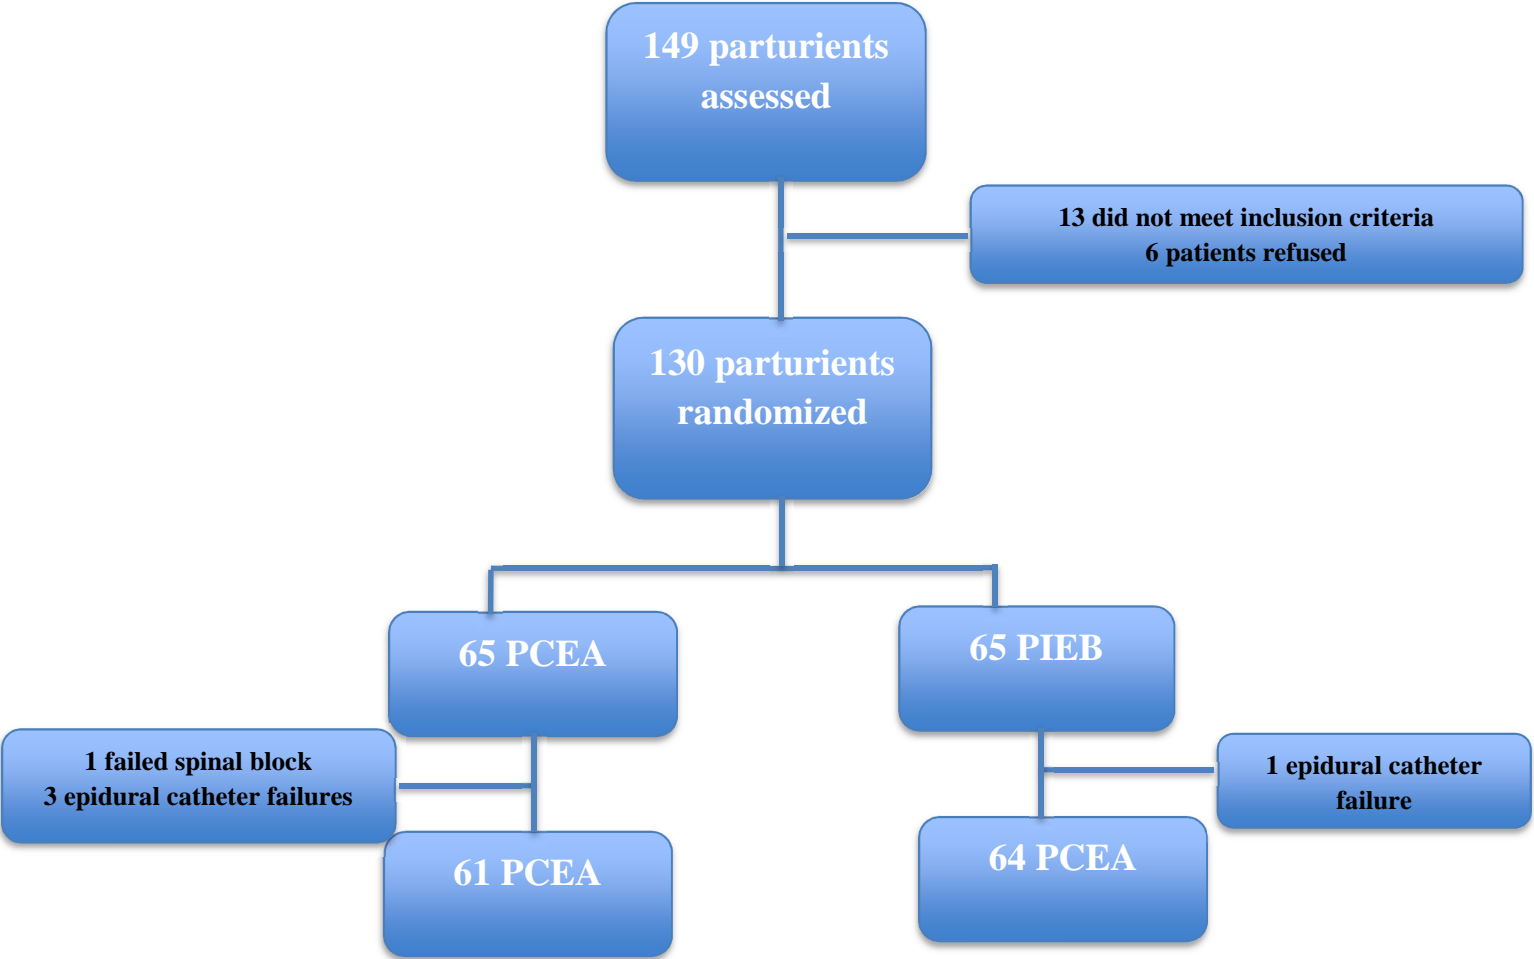 149 parturients
assessed
13 did not meet inclusion criteria
6 patients refused
130 parturients
randomized
65 PCEA
65 PIEB
1 failed spinal block
3 epidural catheter failures
1 epidural catheter
failure
61 PCEA
64 PCEA